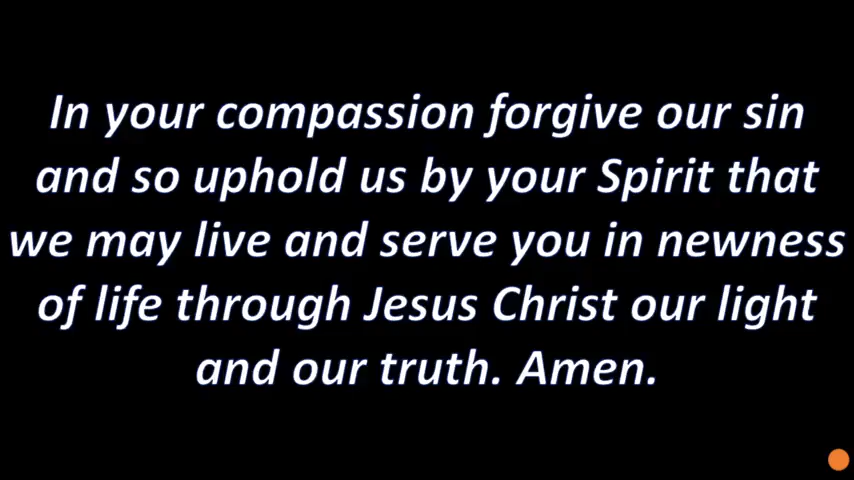 In your compassion forgive our sin
and so uphold us by your Spirit that
we may live and serve you in newness
of life through Jesus Christ our light
and our truth. Amen.